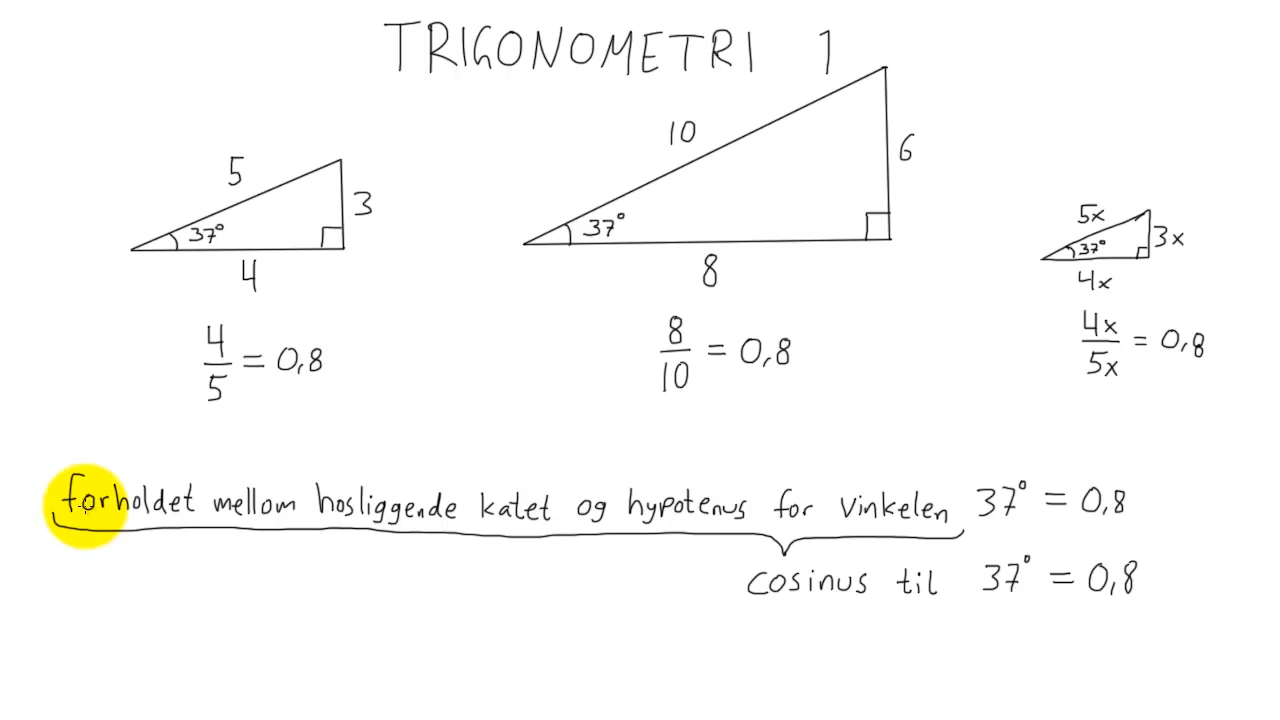 TRIGONOMETRI 1
5
3
37°
4
4/5 = 0,8
10
6
37°
8
8/10 = 0,8
5x
3x
37°
4x
4x/5x = 0,8
forholdet mellom hosliggende katet og hypotenus for vinkelen 37° = 0,8
cosinus til 37° = 0,8